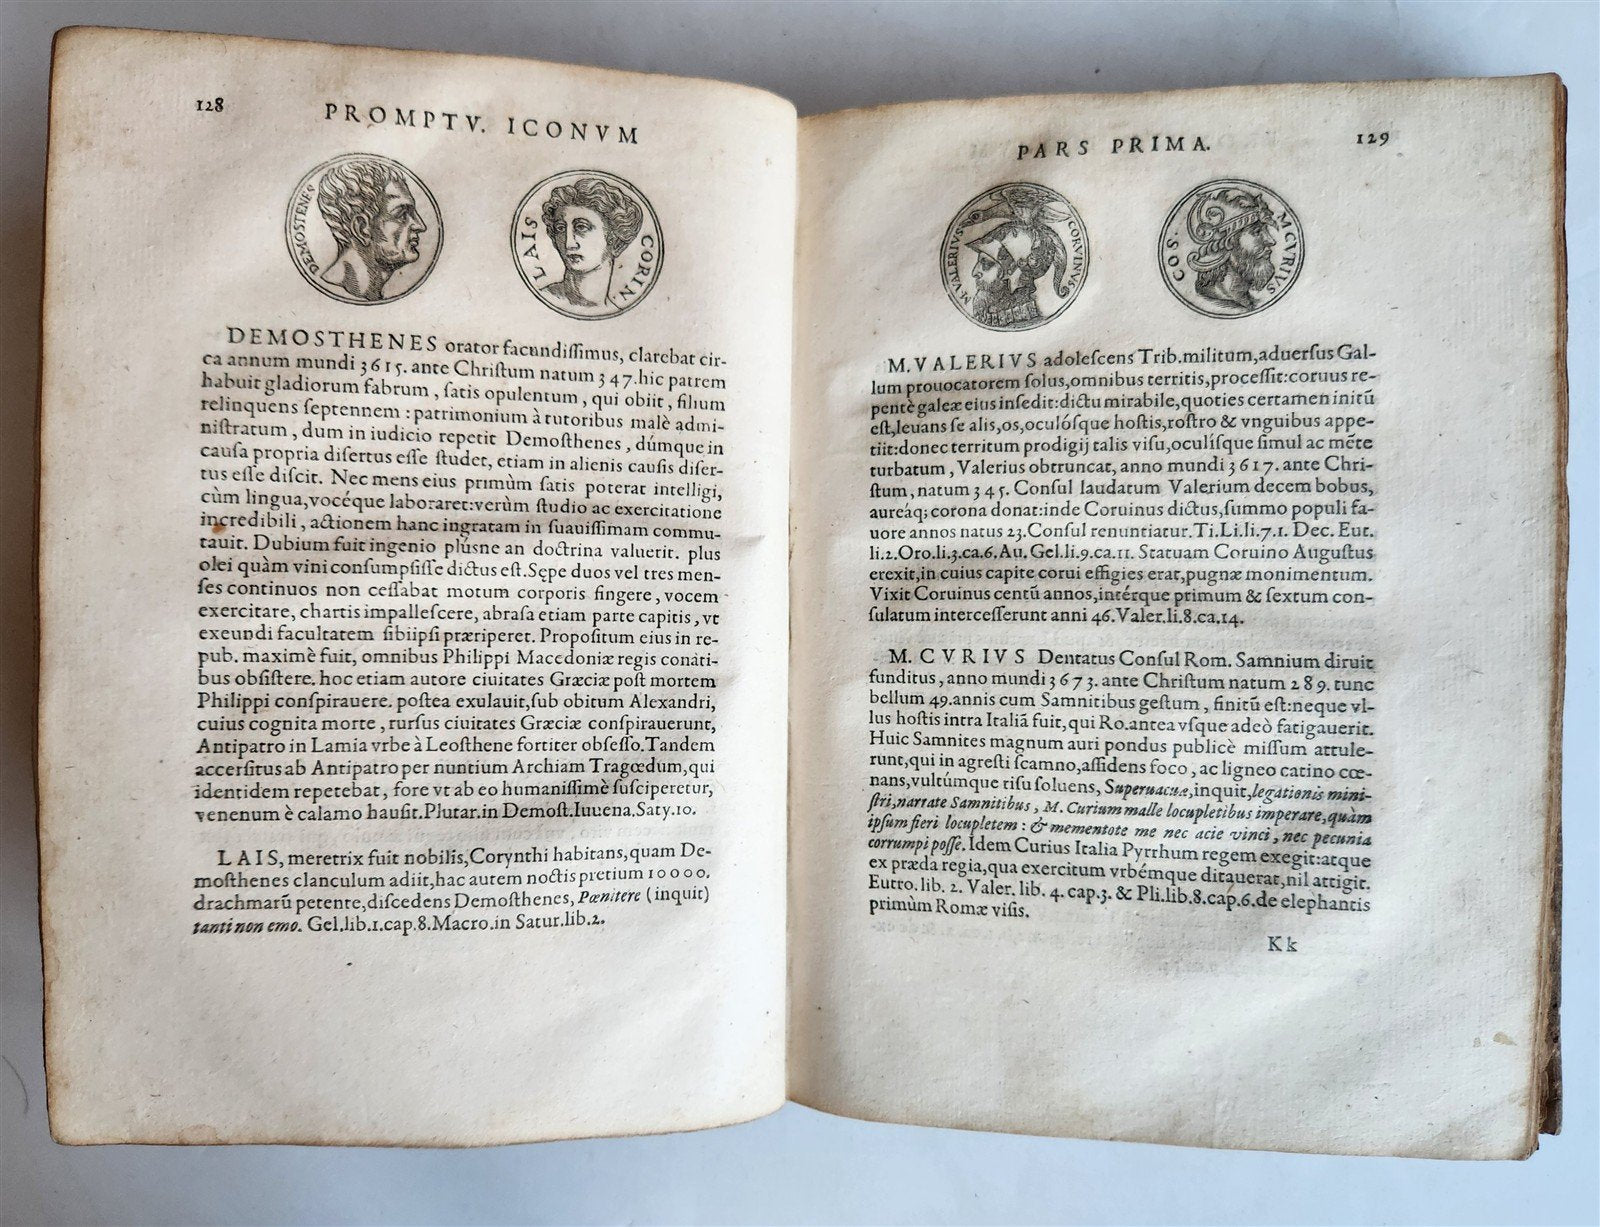 128
PROMPTV. ICONVM
DEMOSTENES
LAIS CORIN.
DEMOSTHENES orator facundiſſimus, clarebat cir-
ca annum mundi 3615. ante Chriſtum natum 347. hic patrem
habuit gladiorum fabrum, ſatis opulentum, qui obiit, filium
relinquens ſeptennem: patrimonium à tutoribus malè admi-
niſtratum, dum in iudicio repetit Demoſthenes, dúmque in
cauſa propria diſertus eſſe ſtudet, etiam in alienis cauſis diſer-
tus eſſe diſcit. Nec mens eius primùm ſatis poterat intelligi,
cùm lingua, vocéque laboraret: verùm ſtudio ac exercitatione
incredibili, actionem hanc ingratam in ſuauiſſimam commu-
tauit. Dubium fuit ingenio plúsne an doctrina valuerit. plus
olei quàm vini conſumpſiſſe dictus eſt. Sępe duos vel tres men-
ſes continuos non ceſſabat motum corporis fingere, vocem
exercitare, chartis impalleſcere, abraſa etiam parte capitis, vt
exeundi facultatem ſibiipſi præriperet. Propoſitum eius in re-
pub. maximè fuit, omnibus Philippi Macedoniæ regis conati-
bus obſiſtere. hoc etiam autore ciuitates Græciæ poſt mortem
Philippi conſpirauere. poſtea exulauit, ſub obitum Alexandri,
cuius cognita morte, rurſus ciuitates Græciæ conſpirauerunt,
Antipatro in Lamia vrbe à Leoſthene fortiter obſeſſo. Tandem
accerſitus ab Antipatro per nuntium Archiam Tragœdum, qui
identidem repetebat, fore vt ab eo humaniſſimè ſuſciperetur,
venenum è calamo hauſit. Plutar. in Demoſt. Iuuena. Saty. 10.
LAIS, meretrix fuit nobilis, Corynthi habitans, quam De-
moſthenes clanculum adiit, hac autem noctis pretium 10000.
drachmarū petente, diſcedens Demoſthenes, Pœnitere (inquit)
tanti non emo. Gel. lib. 1. cap. 8. Macro. in Satur. lib. 2.
PARS PRIMA.
129
M. VALERIVS CORVINVS
COS. M CVRIVS
M. VALERIVS adoleſcens Trib. militum, aduerſus Gal-
lum prouocatorem ſolus, omnibus territis, proceſſit: coruus re-
pentè galeæ eius inſedit: dictu mirabile, quoties certamen initū
eſt, leuans ſe alis, os, oculóſque hoſtis, roſtro & vnguibus appe-
tiit: donec territum prodigij talis viſu, oculíſque ſimul ac mēte
turbatum, Valerius obtruncat, anno mundi 3617. ante Chri-
ſtum, natum 345. Conſul laudatum Valerium decem bobus,
aureáq; corona donat: inde Coruinus dictus, ſummo populi fa-
uore annos natus 23. Conſul renuntiatur. Ti. Li. li. 7. 1. Dec. Eut.
li. 2. Oro. li. 3. ca. 6. Au. Gel. li. 9. ca. 11. Statuam Coruino Auguſtus
erexit, in cuius capite corui effigies erat, pugnæ monimentum.
Vixit Coruinus centū annos, intérque primum & ſextum con-
ſulatum interceſſerunt anni 46. Valer. li. 8. ca. 14.
M. CVRIVS Dentatus Conſul Rom. Samnium diruit
funditus, anno mundi 3673. ante Chriſtum natum 289. tunc
bellum 49. annis cum Samnitibus geſtum, finitū eſt: neque vl-
lus hoſtis intra Italiā fuit, qui Ro. antea vſque adeò fatigauerit.
Huic Samnites magnum auri pondus publicè miſſum attule-
runt, qui in agreſti ſcamno, aſſidens foco, ac ligneo catino cœ-
nans, vultúmque riſu ſoluens, Superuacuæ, inquit, legationis mini-
ſtri, narrate Samnitibus, M. Curium malle locupletibus imperare, quàm
ipſum fieri locupletem: & mementote me nec acie vinci, nec pecunia
corrumpi poſſe. Idem Curius Italia Pyrrhum regem exegit: atque
ex præda regia, qua exercitum vrbémque ditauerat, nil attigit.
Eutro. lib. 2. Valer. lib. 4. cap. 3. & Pli. lib. 8. cap. 6. de elephantis
primùm Romæ viſis.
Kk